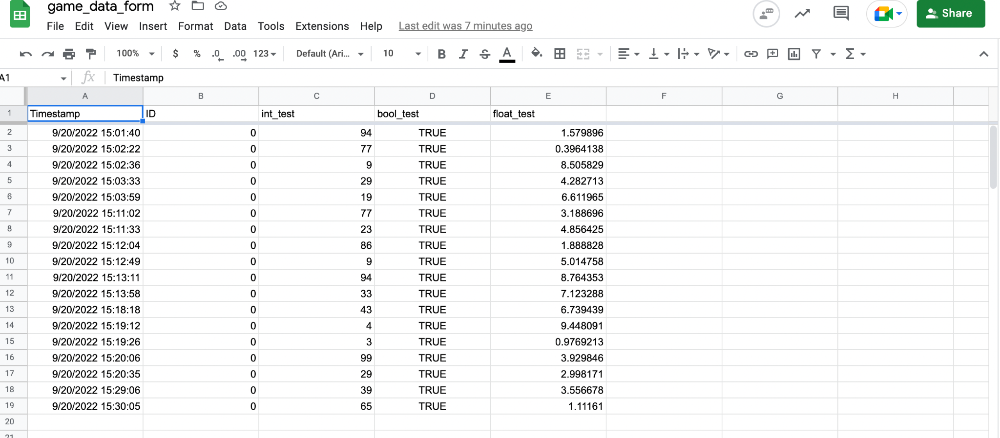 game_data_form
File Edit View Insert Format Data Tools Extensions Help Last edit was 7 minutes ago
Share
100% $ % .0 .00 123 Default (Ari... 10 B I S A
A1 fx Timestamp
A B C D E F G H
1 Timestamp ID int_test bool_test float_test
2 9/20/2022 15:01:40 0 94 TRUE 1.579896
3 9/20/2022 15:02:22 0 77 TRUE 0.3964138
4 9/20/2022 15:02:36 0 9 TRUE 8.505829
5 9/20/2022 15:03:33 0 29 TRUE 4.282713
6 9/20/2022 15:03:59 0 19 TRUE 6.611965
7 9/20/2022 15:11:02 0 77 TRUE 3.188696
8 9/20/2022 15:11:33 0 23 TRUE 4.856425
9 9/20/2022 15:12:04 0 86 TRUE 1.888828
10 9/20/2022 15:12:49 0 9 TRUE 5.014758
11 9/20/2022 15:13:11 0 94 TRUE 8.764353
12 9/20/2022 15:13:58 0 33 TRUE 7.123288
13 9/20/2022 15:18:18 0 43 TRUE 6.739439
14 9/20/2022 15:19:12 0 4 TRUE 9.448091
15 9/20/2022 15:19:26 0 3 TRUE 0.9769213
16 9/20/2022 15:20:06 0 99 TRUE 3.929846
17 9/20/2022 15:20:35 0 29 TRUE 2.998171
18 9/20/2022 15:29:06 0 39 TRUE 3.556678
19 9/20/2022 15:30:05 0 65 TRUE 1.11161
20
21